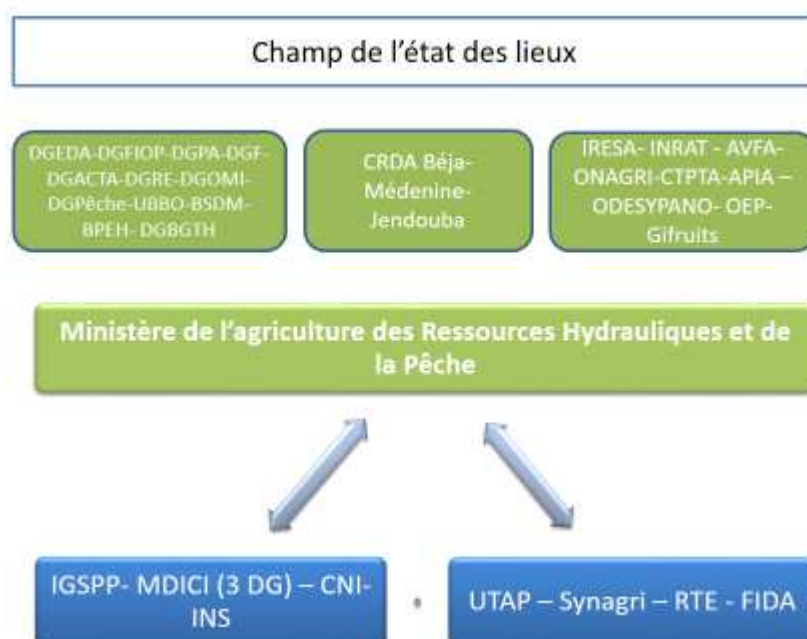 Champ de l'état des lieux
DGEDA-DGFIOP-DGPA-DGF-
DGACTA-DGRE-DGOMI-
DGPêche-UBBO-BSDM-
BPEH- DGBGTH
CRDA Béja-
Médenine-
Jendouba
IRESA- INRAT - AVFA-
ONAGRI-CTPTA-APIA –
ODESYPANO- OEP-
Gifruits
Ministère de l'agriculture des Ressources Hydrauliques et de
la Pêche
IGSPP- MDICI (3 DG) – CNI-
INS
UTAP – Synagri – RTE - FIDA